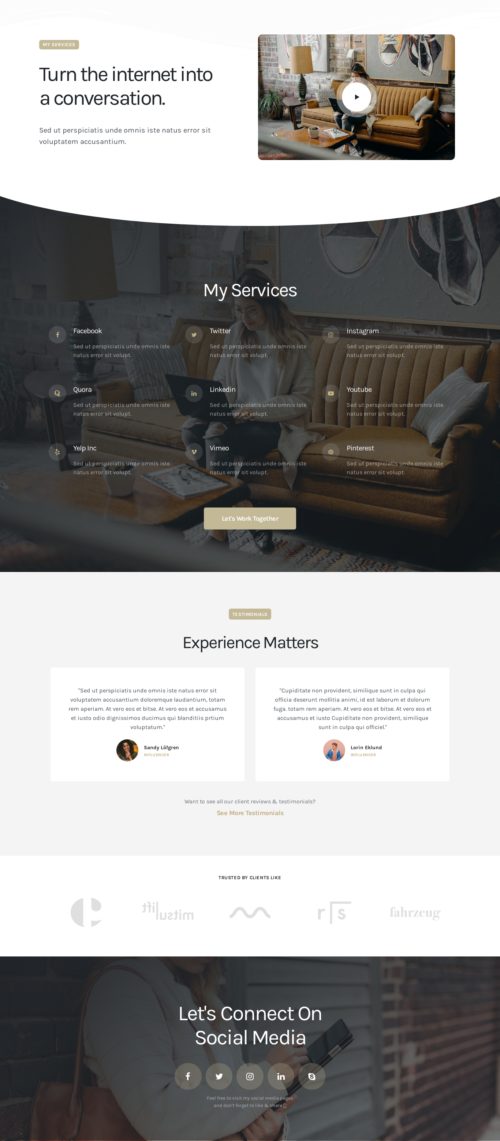 MY SERVICES
Turn the internet into
a conversation.
Sed ut perspiciatis unde omnis iste natus error sit
voluptatem accusantium.
My Services
Facebook
Sed ut perspiciatis unde omnis iste
natus error sit volupt.
Twitter
Sed ut perspiciatis unde omnis iste
natus error sit volupt.
Instagram
Sed ut perspiciatis unde omnis iste
natus error sit volupt.
Quora
Sed ut perspiciatis unde omnis iste
natus error sit volupt.
Linkedin
Sed ut perspiciatis unde omnis iste
natus error sit volupt.
Youtube
Sed ut perspiciatis unde omnis iste
natus error sit volupt.
Yelp Inc
Sed ut perspiciatis unde omnis iste
natus error sit volupt.
Vimeo
Sed ut perspiciatis unde omnis iste
natus error sit volupt.
Pinterest
Sed ut perspiciatis unde omnis iste
natus error sit volupt.
Let's Work Together
TESTIMONIALS
Experience Matters
"Sed ut perspiciatis unde omnis iste natus error sit
voluptatem accusantium doloremque laudantium, totam
rem aperiam. At vero eos et bitse. At vero eos et accusamus
et iusto odio dignissimos ducimus qui blanditiis prtium
voluptatum."
Sandy Löfgren
"Cupiditate non provident, similique sunt in culpa qui
officia deserunt mollitia animi, id est laborum et dolorum
fuga. totam rem aperiam. At vero eos et bitse. At vero eos et
accusamus et iusto Cupiditate non provident, similique
sunt in culpa qui officiel."
Lorin Eklund
Want to see all our client reviews & testimonials?
See More Testimonials
TRUSTED BY CLIENTS LIKE
mitsulift
r s
fahrzeug
Let's Connect On
Social Media
Feel free to visit my social media pages
and don't forget to like & share